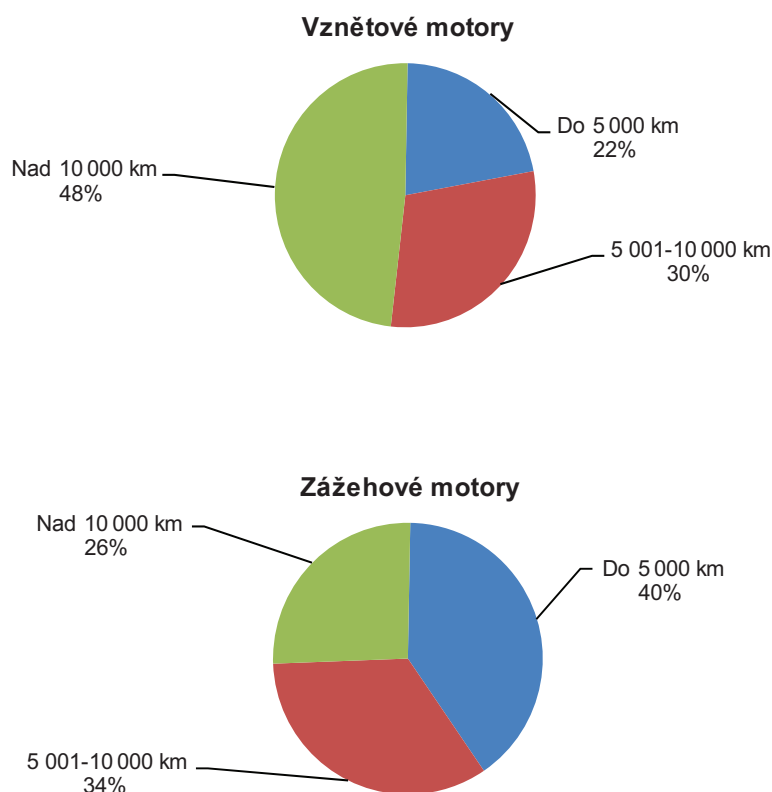 Vznětové motory
Do 5 000 km
22%
Nad 10 000 km
48%
5 001-10 000 km
30%
Zážehové motory
Nad 10 000 km
26%
Do 5 000 km
40%
5 001-10 000 km
34%